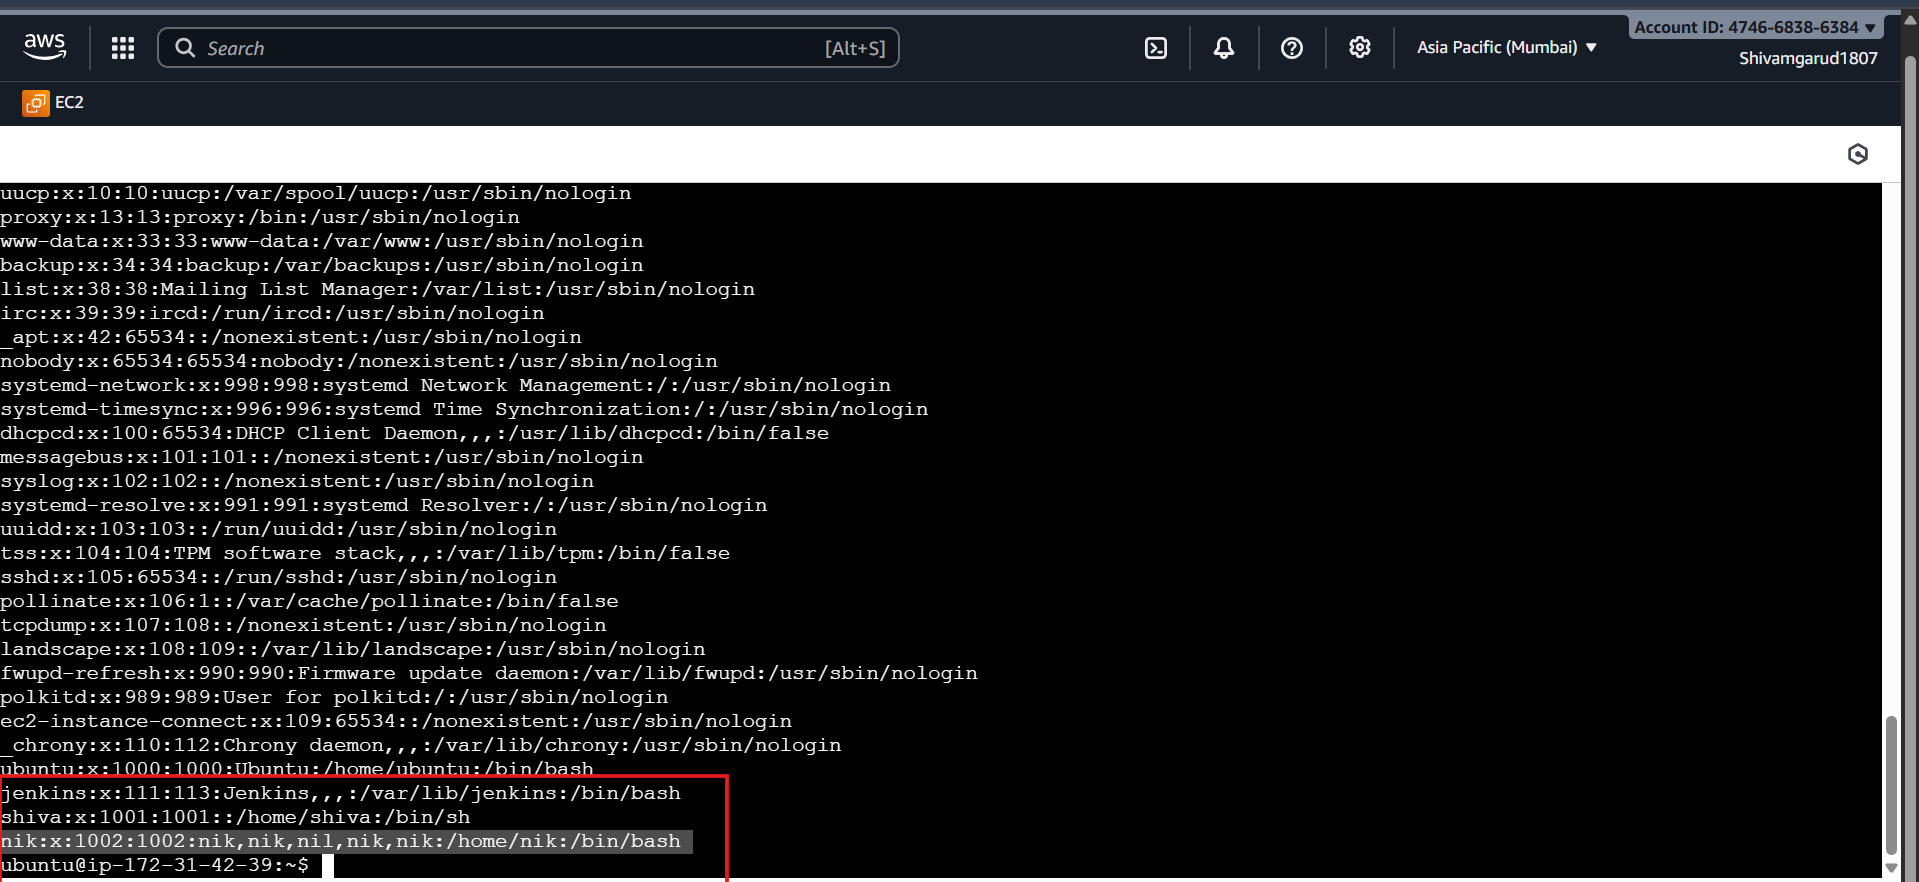 Account ID: 4746-6838-6384
aws
Search
[Alt+S]
Asia Pacific (Mumbai)
Shivamgarud1807
EC2
uucp:x:10:10:uucp:/var/spool/uucp:/usr/sbin/nologin
proxy:x:13:13:proxy:/bin:/usr/sbin/nologin
www-data:x:33:33:www-data:/var/www:/usr/sbin/nologin
backup:x:34:34:backup:/var/backups:/usr/sbin/nologin
list:x:38:38:Mailing List Manager:/var/list:/usr/sbin/nologin
irc:x:39:39:ircd:/run/ircd:/usr/sbin/nologin
_apt:x:42:65534::/nonexistent:/usr/sbin/nologin
nobody:x:65534:65534:nobody:/nonexistent:/usr/sbin/nologin
systemd-network:x:998:998:systemd Network Management:/:/usr/sbin/nologin
systemd-timesync:x:996:996:systemd Time Synchronization:/:/usr/sbin/nologin
dhcpcd:x:100:65534:DHCP Client Daemon,,,:/usr/lib/dhcpcd:/bin/false
messagebus:x:101:101::/nonexistent:/usr/sbin/nologin
syslog:x:102:102::/nonexistent:/usr/sbin/nologin
systemd-resolve:x:991:991:systemd Resolver:/:/usr/sbin/nologin
uuidd:x:103:103::/run/uuidd:/usr/sbin/nologin
tss:x:104:104:TPM software stack,,,:/var/lib/tpm:/bin/false
sshd:x:105:65534::/run/sshd:/usr/sbin/nologin
pollinate:x:106:1::/var/cache/pollinate:/bin/false
tcpdump:x:107:108::/nonexistent:/usr/sbin/nologin
landscape:x:108:109::/var/lib/landscape:/usr/sbin/nologin
fwupd-refresh:x:990:990:Firmware update daemon:/var/lib/fwupd:/usr/sbin/nologin
polkitd:x:989:989:User for polkitd:/:/usr/sbin/nologin
ec2-instance-connect:x:109:65534::/nonexistent:/usr/sbin/nologin
_chrony:x:110:112:Chrony daemon,,,:/var/lib/chrony:/usr/sbin/nologin
ubuntu:x:1000:1000:Ubuntu:/home/ubuntu:/bin/bash
jenkins:x:111:113:Jenkins,,,:/var/lib/jenkins:/bin/bash
shiva:x:1001:1001::/home/shiva:/bin/sh
nik:x:1002:1002:nik,nik,nil,nik,nik:/home/nik:/bin/bash
ubuntu@ip-172-31-42-39:~$